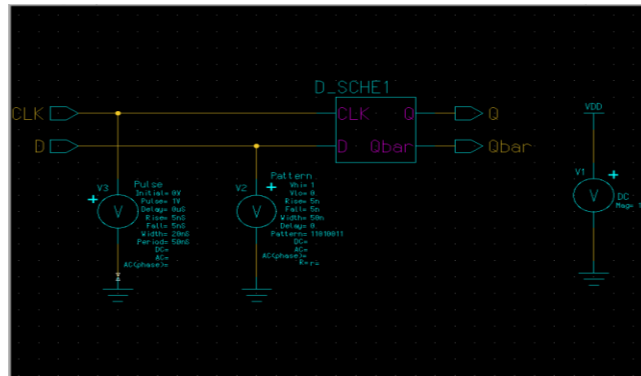 D_SCHE1
CLK
CLK
Q
Q
D
D
Qbar
Qbar
VDD
V3
Pulse
Initial= 0V
Pulse= 1V
Delay= 0uS
Rise= 5nS
Fall= 5nS
Width= 20nS
Period= 50nS
DC=
AC=
AC(phase)=
V
V2
Pattern
Vhi= 1
Vlo= 0
Rise= 5n
Fall= 5n
Width= 50n
Delay= 0
Pattern= 11010011
DC=
AC=
AC(phase)=
R= r=
V
V1
DC
Mag= 1
V